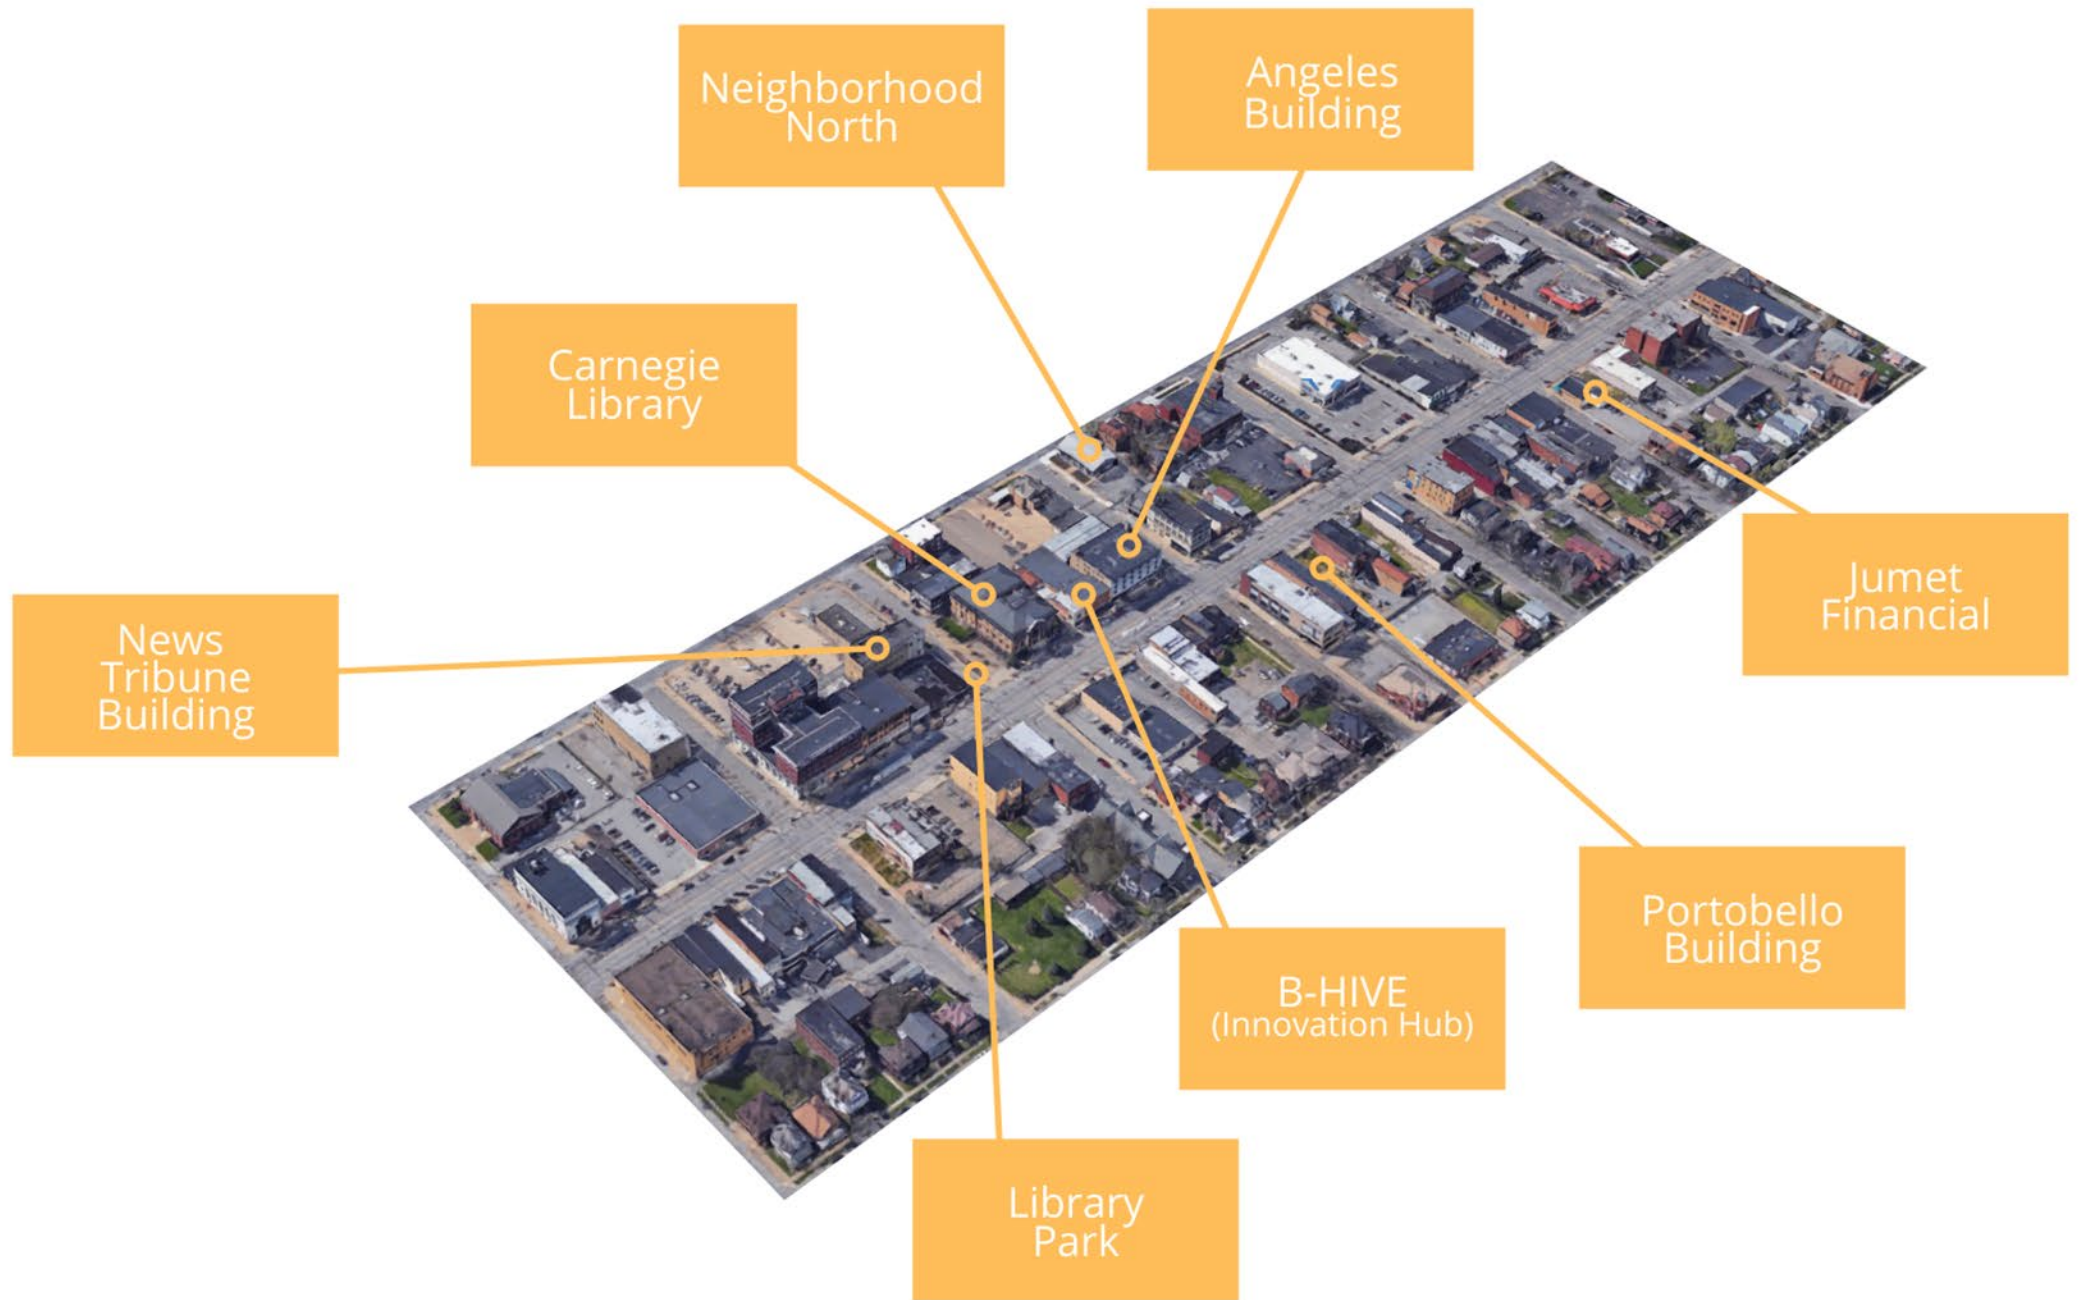 Neighborhood
North
Angeles
Building
Carnegie
Library
News
Tribune
Building
Jumet
Financial
Portobello
Building
B-HIVE
(Innovation Hub)
Library
Park